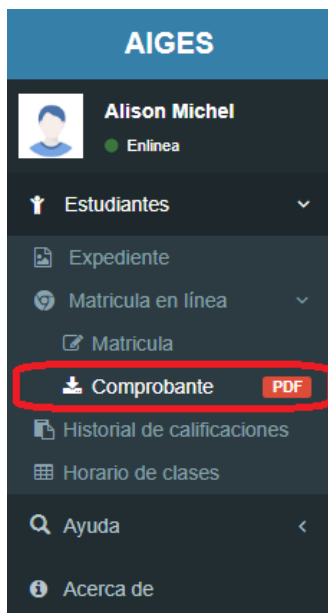 AIGES
Alison Michel
Enlinea
Estudiantes
Expediente
Matricula en línea
Matricula
Comprobante PDF
Historial de calificaciones
Horario de clases
Ayuda
Acerca de